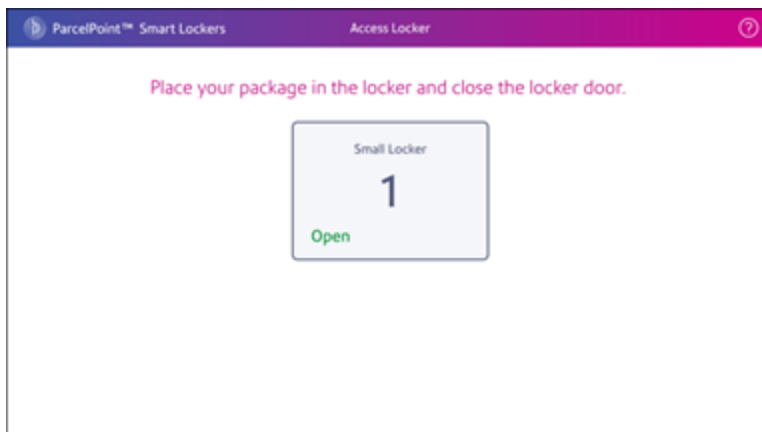 ParcelPoint™ Smart Lockers
Access Locker
?
Place your package in the locker and close the locker door.
Small Locker
1
Open